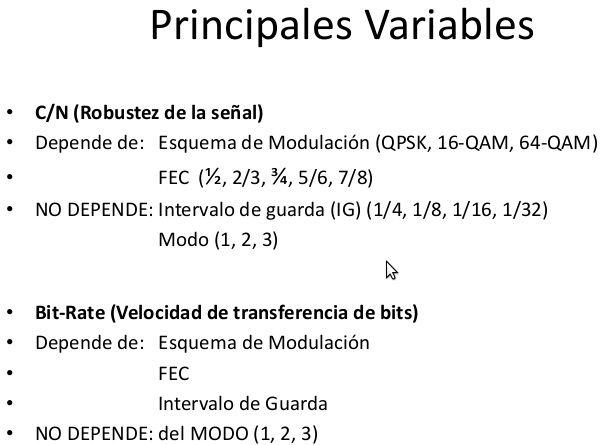 Principales Variables
• C/N (Robustez de la señal)
• Depende de: Esquema de Modulación (QPSK, 16-QAM, 64-QAM)
• FEC (½, 2/3, ¾, 5/6, 7/8)
• NO DEPENDE: Intervalo de guarda (IG) (1/4, 1/8, 1/16, 1/32)
Modo (1, 2, 3)
• Bit-Rate (Velocidad de transferencia de bits)
• Depende de: Esquema de Modulación
• FEC
• Intervalo de Guarda
• NO DEPENDE: del MODO (1, 2, 3)